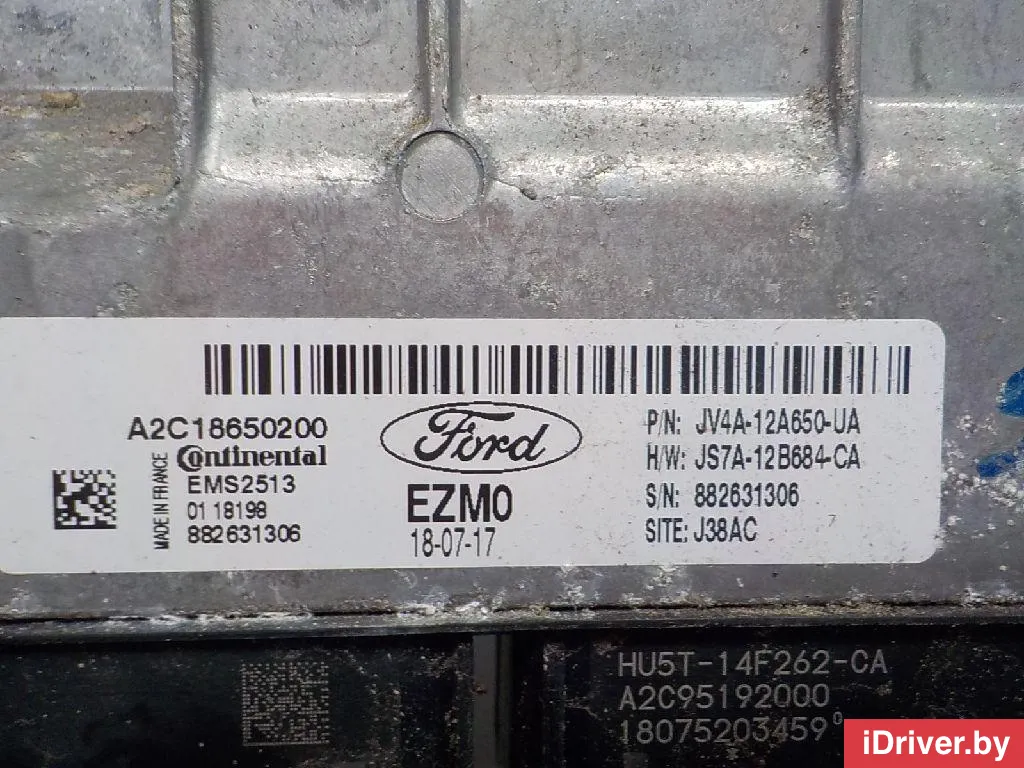 A2C18650200
Continental
MADE IN FRANCE
EMS2513
01 18198
882631306
Ford
EZM0
18-07-17
P/N: JV4A-12A650-UA
H/W: JS7A-12B684-CA
S/N: 882631306
SITE: J38AC
HU5T-14F262-CA
A2C95192000
18075203459
iDriver.by